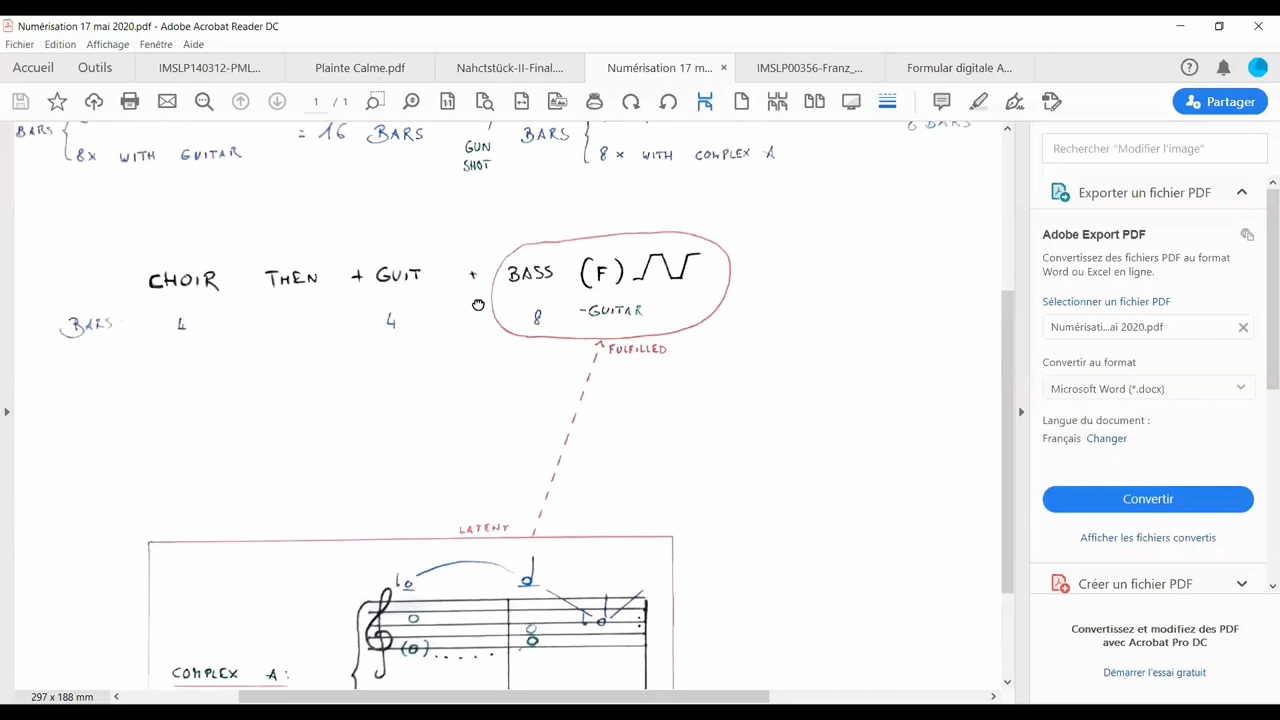 Numérisation 17 mai 2020.pdf - Adobe Acrobat Reader DC
Fichier Edition Affichage Fenêtre Aide
Accueil Outils IMSLP140312-PML... Plainte Calme.pdf Nahctstück-II-Final... Numérisation 17 m... × IMSLP00356-Franz_... Formular digitale A...
1 / 1
Partager
BARS 8x WITH GUITAR = 16 BARS GUN SHOT BARS 8x WITH COMPLEX A 8 BARS
CHOIR THEN + GUIT + BASS (F)
BARS 4 4 8 -GUITAR
FULFILLED
LATENT
COMPLEX A:
Rechercher "Modifier l'image"
Exporter un fichier PDF
Adobe Export PDF
Convertissez des fichiers PDF au format
Word ou Excel en ligne.
Sélectionner un fichier PDF
Numérisati...ai 2020.pdf
Convertir au format
Microsoft Word (*.docx)
Langue du document :
Français Changer
Convertir
Afficher les fichiers convertis
Créer un fichier PDF
Convertissez et modifiez des PDF
avec Acrobat Pro DC
Démarrer l'essai gratuit
297 x 188 mm